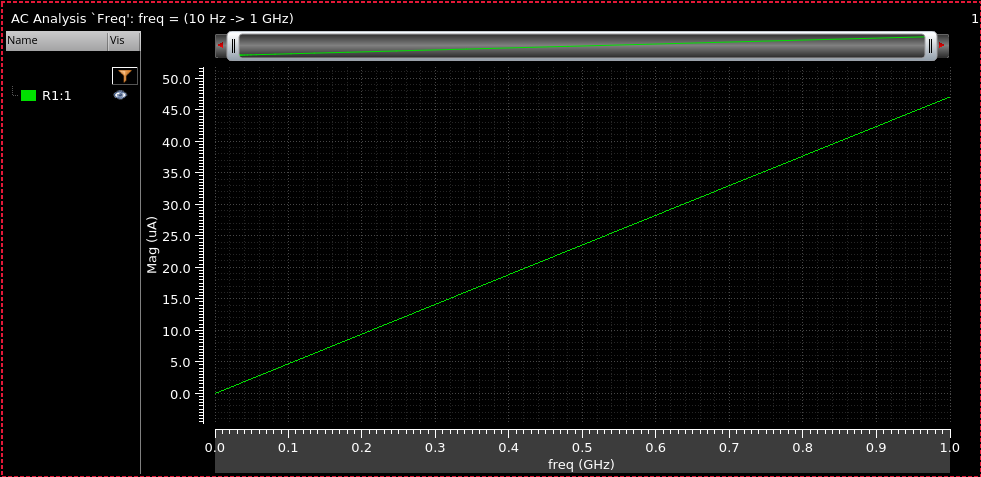 AC Analysis `Freq': freq = (10 Hz -> 1 GHz)
1
Name Vis
R1:1
50.0
45.0
40.0
35.0
30.0
25.0
20.0
15.0
10.0
5.0
0.0
Mag (uA)
0.0 0.1 0.2 0.3 0.4 0.5 0.6 0.7 0.8 0.9 1.0
freq (GHz)